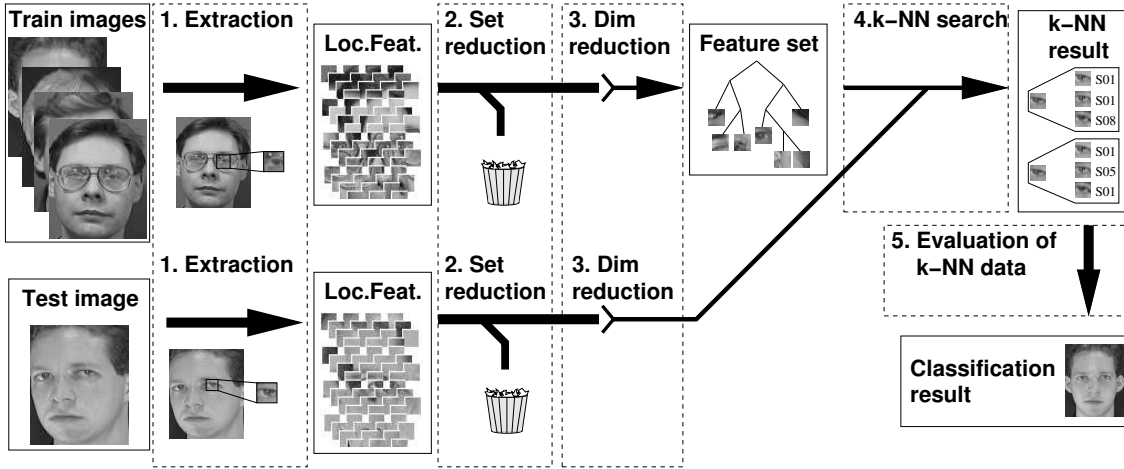 Train images
1. Extraction
Loc.Feat.
2. Set
reduction
3. Dim
reduction
Feature set
4.k−NN search
k−NN
result
S01
S01
S08
S01
S05
S01
5. Evaluation of
k−NN data
Test image
1. Extraction
Loc.Feat.
2. Set
reduction
3. Dim
reduction
Classification
result